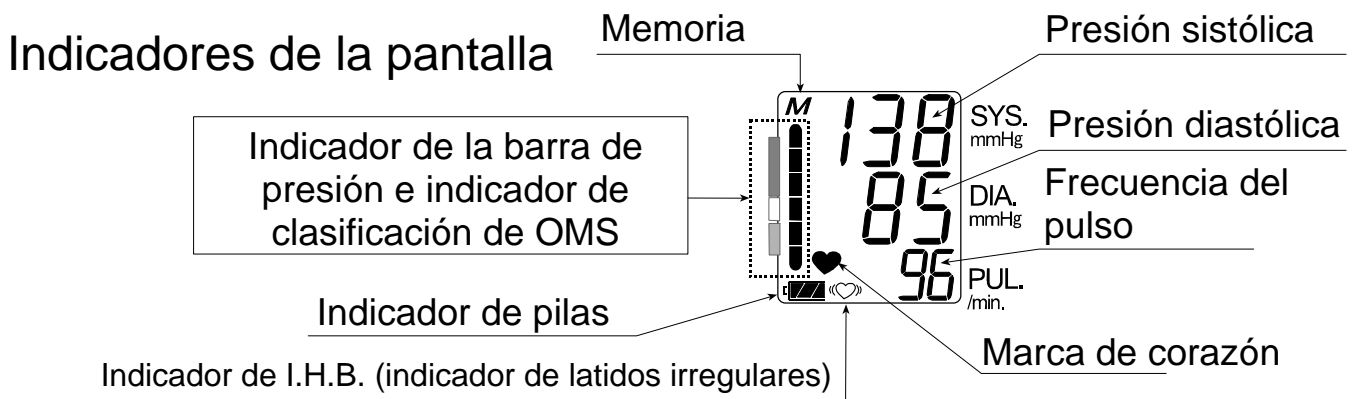 Indicadores de la pantalla
Memoria
Presión sistólica
M
138
SYS.
mmHg
Presión diastólica
Indicador de la barra de
presión e indicador de
clasificación de OMS
85
DIA.
mmHg
Frecuencia del
pulso
96
PUL.
/min.
Indicador de pilas
Marca de corazón
Indicador de I.H.B. (indicador de latidos irregulares)